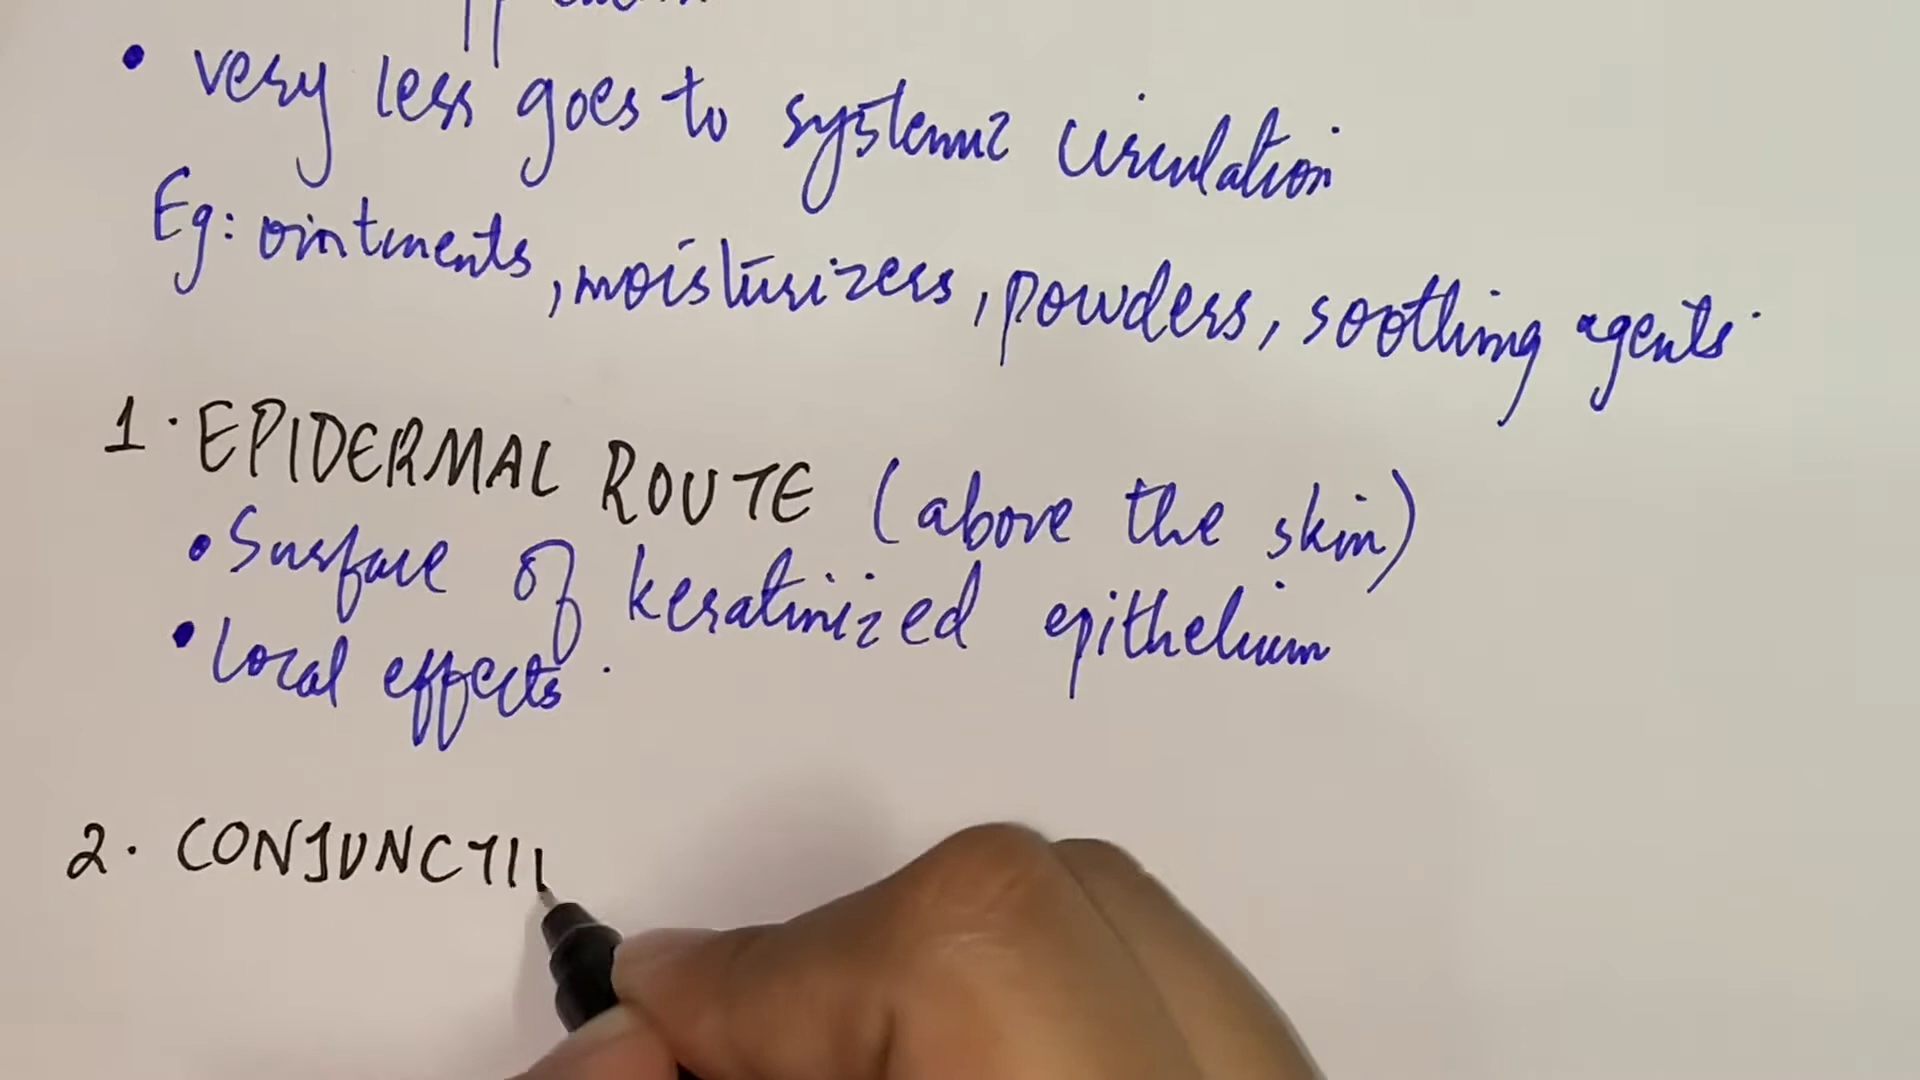 • very less goes to systemic circulation
Eg: ointments, moisturizers, powders, soothing agents.
1. EPIDERMAL ROUTE (above the skin)
• Surface of keratinized epithelium
• Local effects.
2. CONJUNCTI